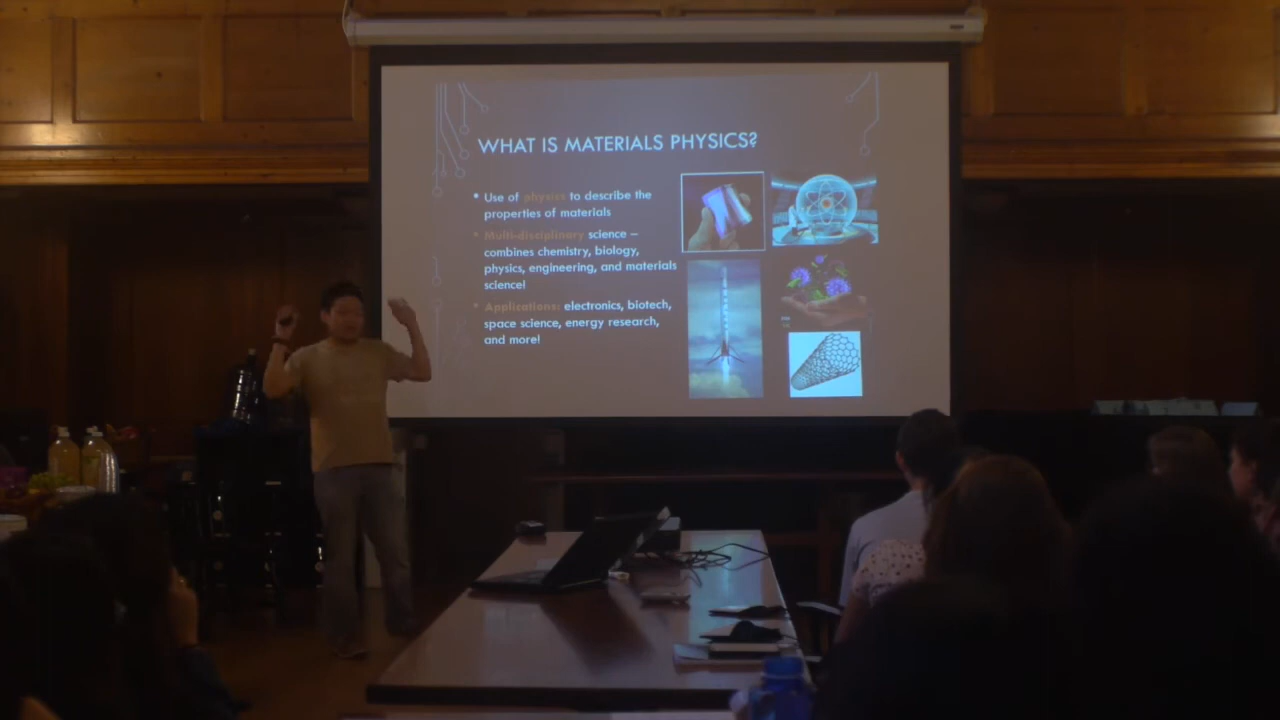 WHAT IS MATERIALS PHYSICS?
• Use of physics to describe the
properties of materials
• Multi-disciplinary science –
combines chemistry, biology,
physics, engineering, and materials
science!
• Applications: electronics, biotech,
space science, energy research,
and more!